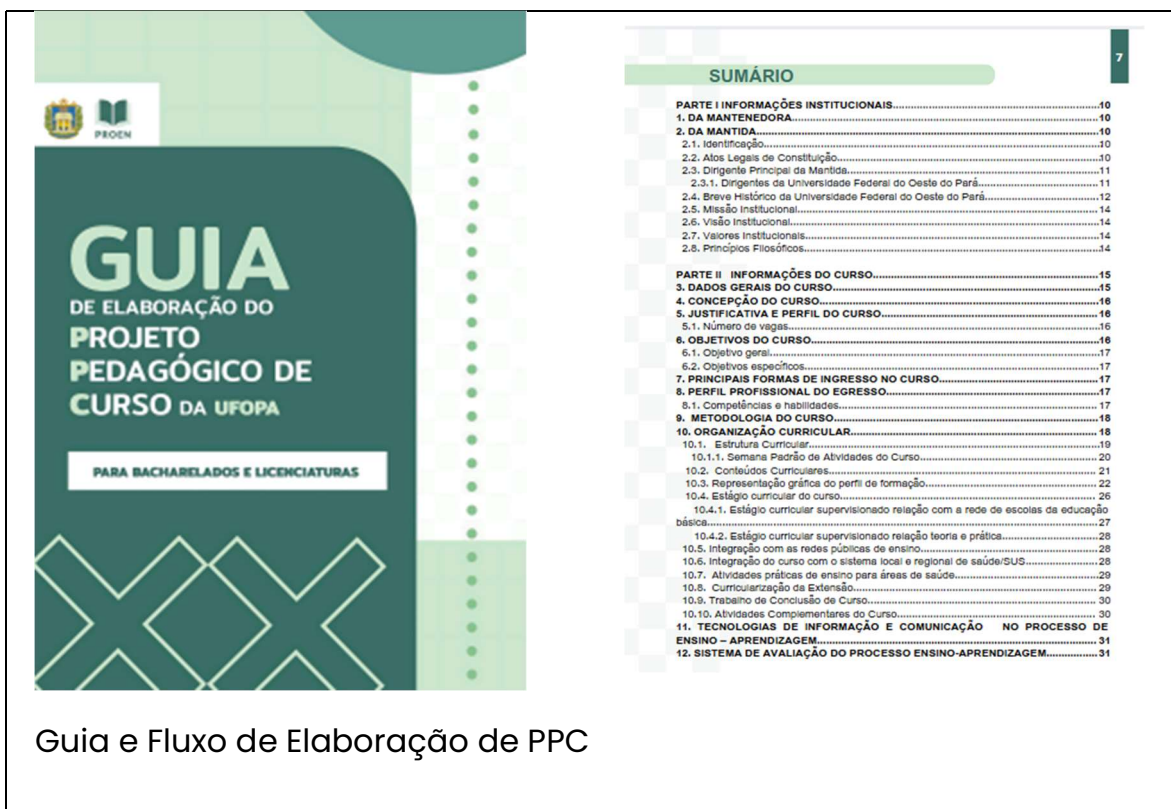 PROEN
GUIA
DE ELABORAÇÃO DO
PROJETO
PEDAGÓGICO DE
CURSO DA UFOPA
PARA BACHARELADOS E LICENCIATURAS
7
SUMÁRIO
PARTE I INFORMAÇÕES INSTITUCIONAIS....10
1. DA MANTENEDORA....10
2. DA MANTIDA....10
2.1. Identificação....10
2.2. Atos Legais de Constituição....10
2.3. Dirigente Principal da Mantida....11
2.3.1. Dirigentes da Universidade Federal do Oeste do Pará....11
2.4. Breve Histórico da Universidade Federal do Oeste do Pará....12
2.5. Missão Institucional....14
2.6. Visão Institucional....14
2.7. Valores Institucionais....14
2.8. Princípios Filosóficos....14
PARTE II INFORMAÇÕES DO CURSO....15
3. DADOS GERAIS DO CURSO....15
4. CONCEPÇÃO DO CURSO....16
5. JUSTIFICATIVA E PERFIL DO CURSO....16
5.1. Número de vagas....16
6. OBJETIVOS DO CURSO....16
6.1. Objetivo geral....17
6.2. Objetivos específicos....17
7. PRINCIPAIS FORMAS DE INGRESSO NO CURSO....17
8. PERFIL PROFISSIONAL DO EGRESSO....17
8.1. Competências e habilidades....17
9. METODOLOGIA DO CURSO....18
10. ORGANIZAÇÃO CURRICULAR....18
10.1. Estrutura Curricular....19
10.1.1. Semana Padrão de Atividades do Curso....20
10.2. Conteúdos Curriculares....21
10.3. Representação gráfica do perfil de formação....22
10.4. Estágio curricular do curso....26
10.4.1. Estágio curricular supervisionado relação com a rede de escolas da educação
básica....27
10.4.2. Estágio curricular supervisionado relação teoria e prática....28
10.5. Integração com as redes públicas de ensino....28
10.6. Integração do curso com o sistema local e regional de saúde/SUS....28
10.7. Atividades práticas de ensino para áreas de saúde....29
10.8. Curricularização da Extensão....29
10.9. Trabalho de Conclusão de Curso....30
10.10. Atividades Complementares do Curso....30
11. TECNOLOGIAS DE INFORMAÇÃO E COMUNICAÇÃO NO PROCESSO DE
ENSINO – APRENDIZAGEM....31
12. SISTEMA DE AVALIAÇÃO DO PROCESSO ENSINO-APRENDIZAGEM....31
Guia e Fluxo de Elaboração de PPC